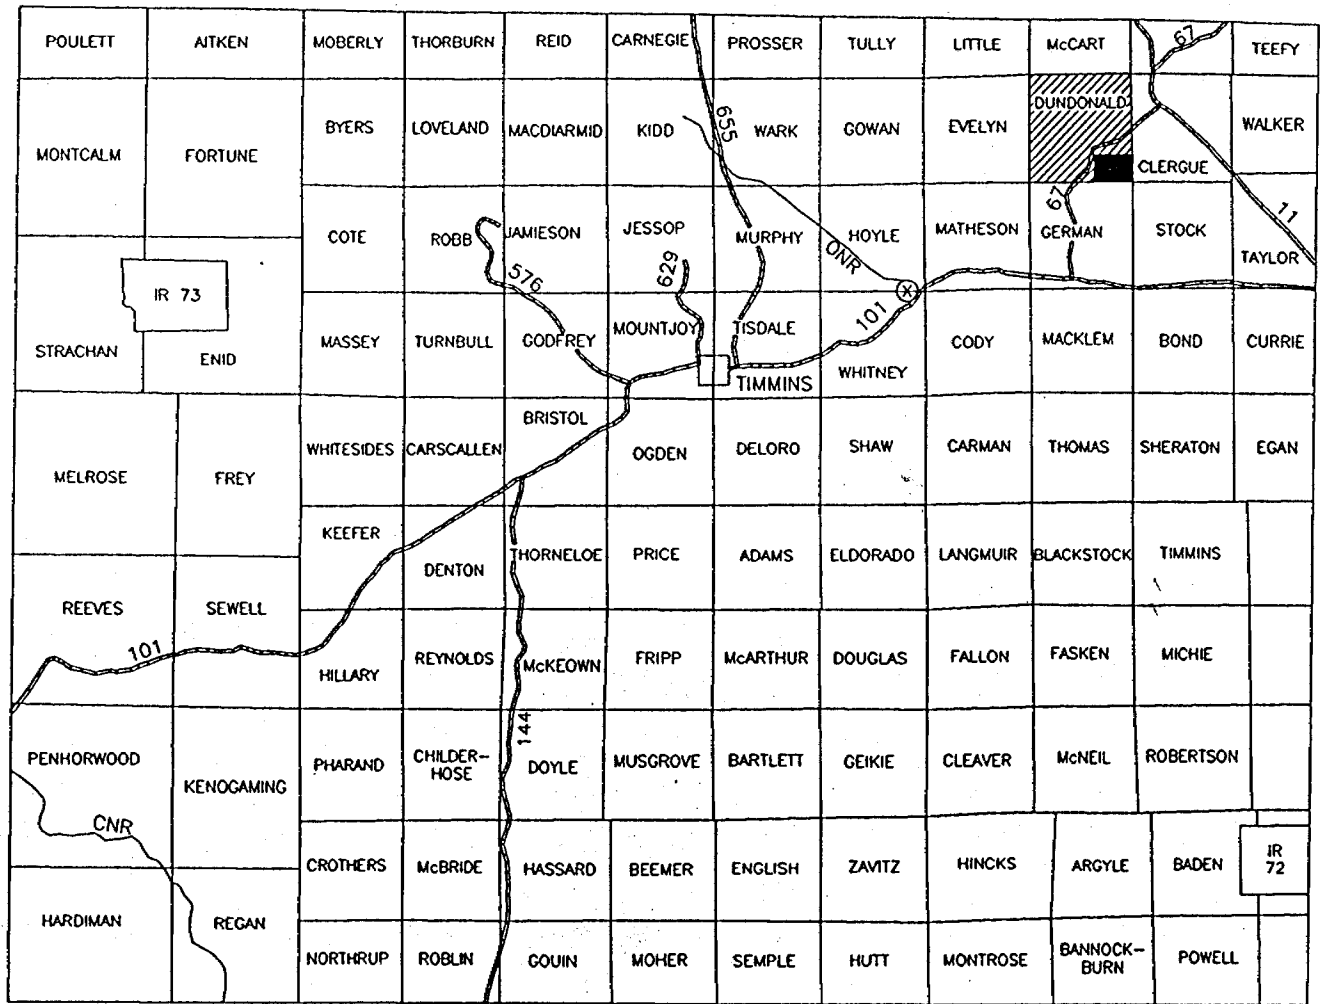 POULETT
AITKEN
MOBERLY
THORBURN
REID
CARNEGIE
PROSSER
TULLY
LITTLE
McCART
67
TEEFY
MONTCALM
FORTUNE
BYERS
LOVELAND
MACDIARMID
KIDD
655
WARK
GOWAN
EVELYN
DUNDONALD
CLERGUE
WALKER
COTE
ROBB
JAMIESON
JESSOP
MURPHY
HOYLE
MATHESON
67
GERMAN
STOCK
11
TAYLOR
576
629
ONR
IR 73
STRACHAN
ENID
MASSEY
TURNBULL
GODFREY
MOUNTJOY
TISDALE
101
WHITNEY
CODY
MACKLEM
BOND
CURRIE
TIMMINS
MELROSE
FREY
WHITESIDES
CARSCALLEN
BRISTOL
OGDEN
DELORO
SHAW
CARMAN
THOMAS
SHERATON
EGAN
KEEFER
DENTON
THORNELOE
PRICE
ADAMS
ELDORADO
LANGMUIR
BLACKSTOCK
TIMMINS
REEVES
SEWELL
101
HILLARY
REYNOLDS
McKEOWN
FRIPP
McARTHUR
DOUGLAS
FALLON
FASKEN
MICHIE
PENHORWOOD
KENOGAMING
PHARAND
CHILDER-
HOSE
144
DOYLE
MUSGROVE
BARTLETT
GEIKIE
CLEAVER
McNEIL
ROBERTSON
CNR
CROTHERS
McBRIDE
HASSARD
BEEMER
ENGLISH
ZAVITZ
HINCKS
ARGYLE
BADEN
IR
72
HARDIMAN
REGAN
NORTHRUP
ROBLIN
GOUIN
MOHER
SEMPLE
HUTT
MONTROSE
BANNOCK-
BURN
POWELL